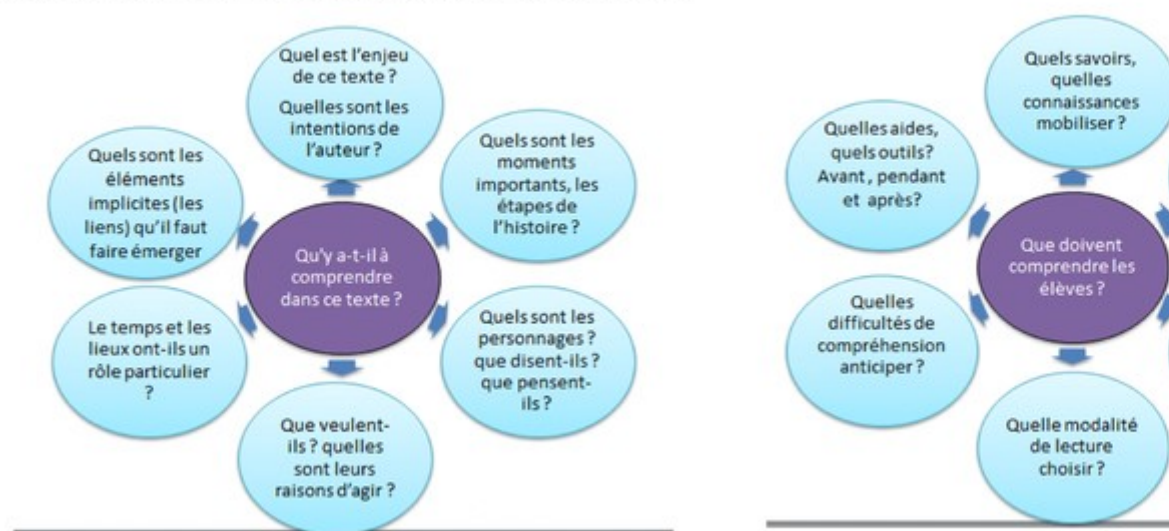 Quel est l'enjeu
de ce texte ?
Quelles sont les
intentions de
l'auteur ?
Quels sont les
moments
importants, les
étapes de
l'histoire ?
Quels sont les
personnages ?
que disent-ils ?
que pensent-
ils ?
Que veulent-
ils ? quelles
sont leurs
raisons d'agir ?
Le temps et les
lieux ont-ils un
rôle particulier
?
Quels sont les
éléments
implicites (les
liens) qu'il faut
faire émerger
Qu'y a-t-il à
comprendre
dans ce texte ?
Quels savoirs,
quelles
connaissances
mobiliser ?
Quelles aides,
quels outils?
Avant, pendant
et après?
Que doivent
comprendre les
élèves ?
Quelles
difficultés de
compréhension
anticiper ?
Quelle modalité
de lecture
choisir ?